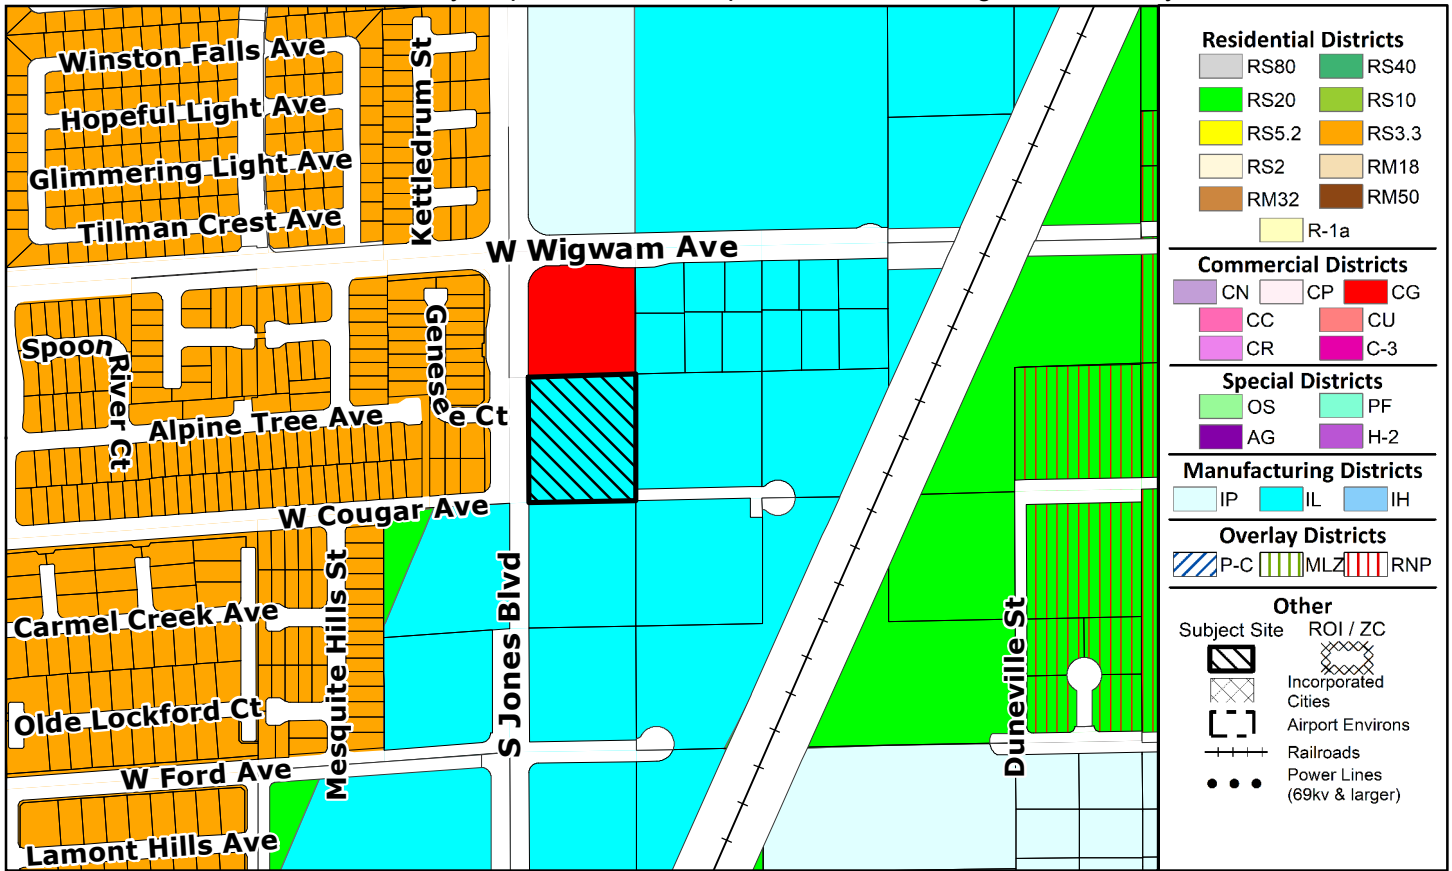 Winston Falls Ave
Hopeful Light Ave
Glimmering Light Ave
Tillman Crest Ave
Kettledrum St
W Wigwam Ave
Spoon
River Ct
Genese
e Ct
Alpine Tree Ave
W Cougar Ave
Carmel Creek Ave
Mesquite Hills St
S Jones Blvd
Olde Lockford Ct
W Ford Ave
Lamont Hills Ave
Duneville St
Residential Districts
RS80 RS40
RS20 RS10
RS5.2 RS3.3
RS2 RM18
RM32 RM50
R-1a
Commercial Districts
CN CP CG
CC CU
CR C-3
Special Districts
OS PF
AG H-2
Manufacturing Districts
IP IL IH
Overlay Districts
P-C MLZ RNP
Other
Subject Site ROI / ZC
Incorporated
Cities
Airport Environs
Railroads
Power Lines
(69kv & larger)